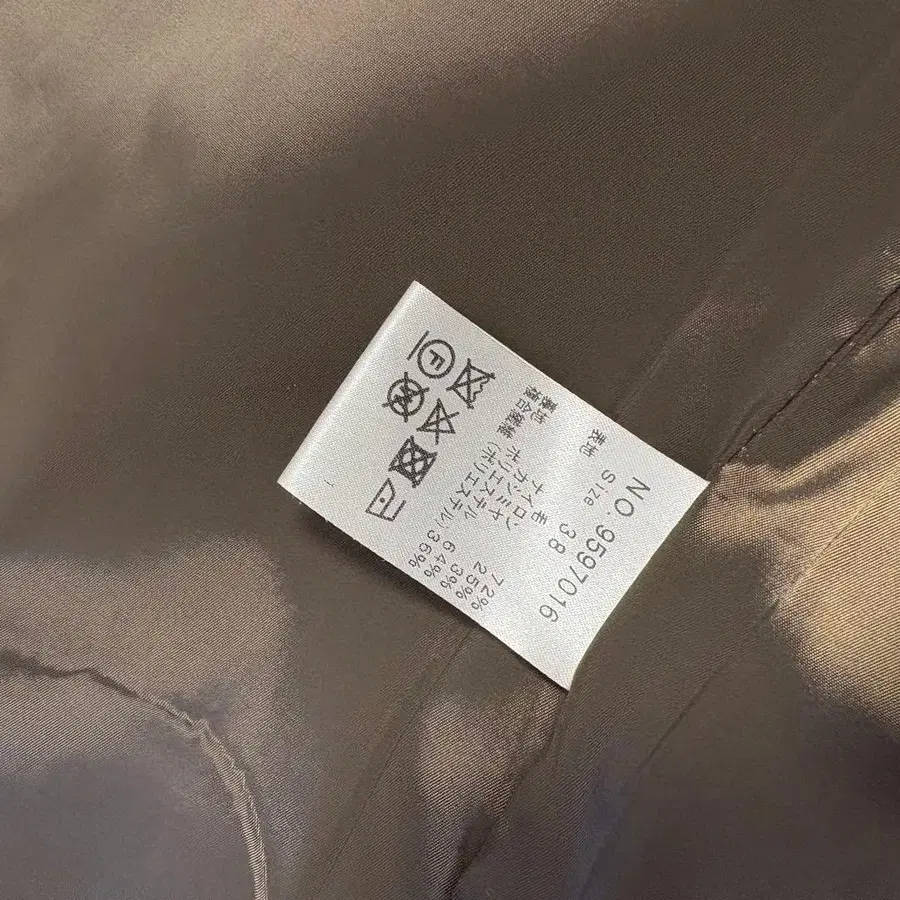 NO. 9597016
Size 38
表地 毛 72%
ナイロン 25%
カシミヤ 3%
裏地 ポリエステル 64%
複合繊維(ポリエステル) 36%
F
W